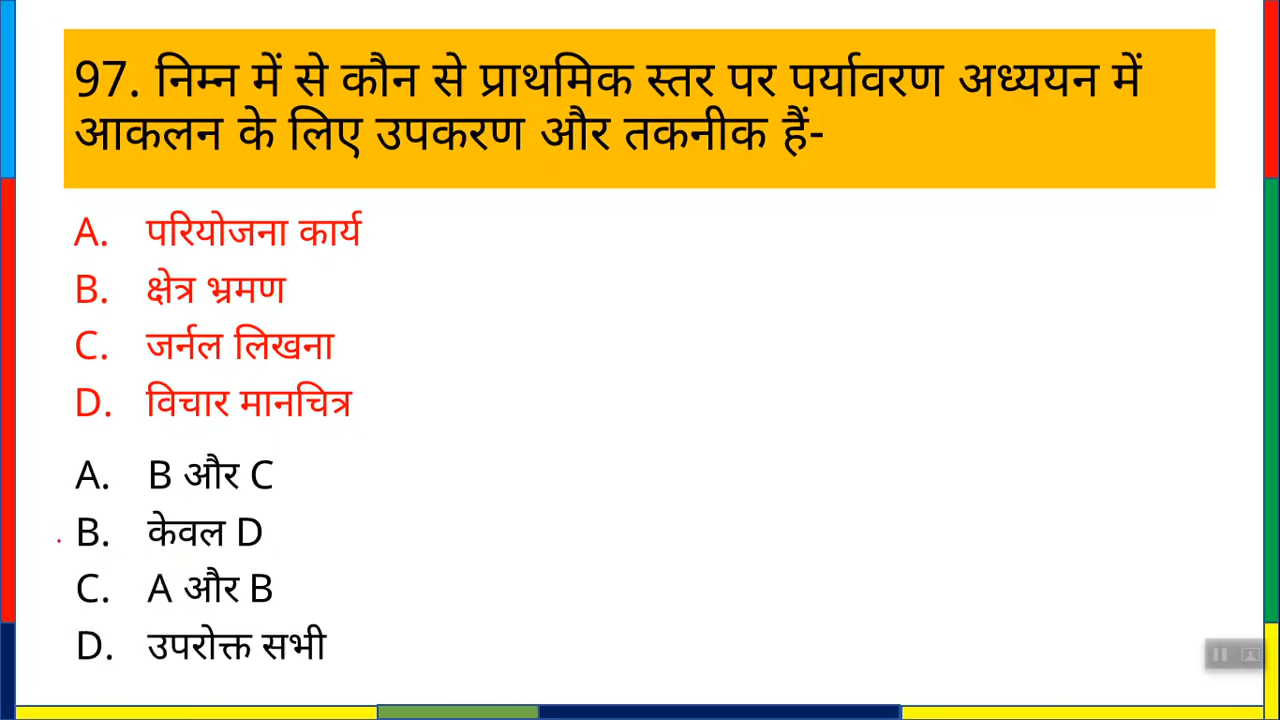 97. निम्न में से कौन से प्राथमिक स्तर पर पर्यावरण अध्ययन में
आकलन के लिए उपकरण और तकनीक हैं-
A. परियोजना कार्य
B. क्षेत्र भ्रमण
C. जर्नल लिखना
D. विचार मानचित्र
A. B और C
B. केवल D
C. A और B
D. उपरोक्त सभी